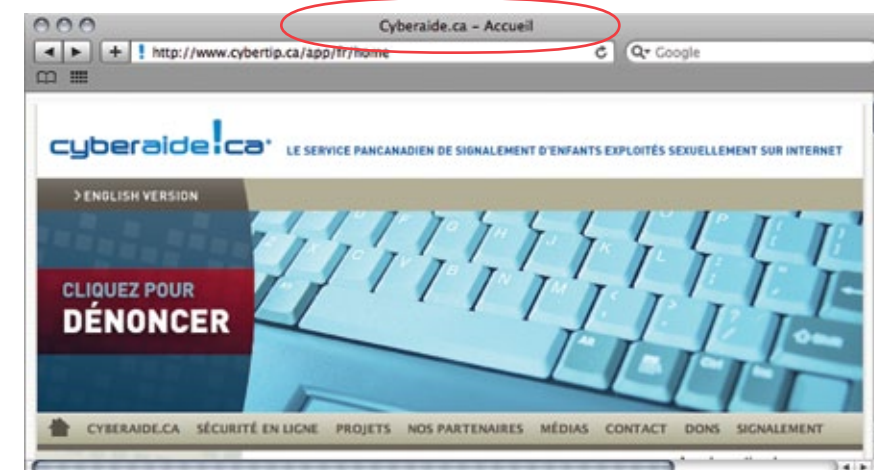 Cyberaide.ca – Accueil
http://www.cybertip.ca/app/fr/home
Google
cyberaide!ca
LE SERVICE PANCANADIEN DE SIGNALEMENT D'ENFANTS EXPLOITÉS SEXUELLEMENT SUR INTERNET
> ENGLISH VERSION
CLIQUEZ POUR
DÉNONCER
CYBERAIDE.CA SÉCURITÉ EN LIGNE PROJETS NOS PARTENAIRES MÉDIAS CONTACT DONS SIGNALEMENT